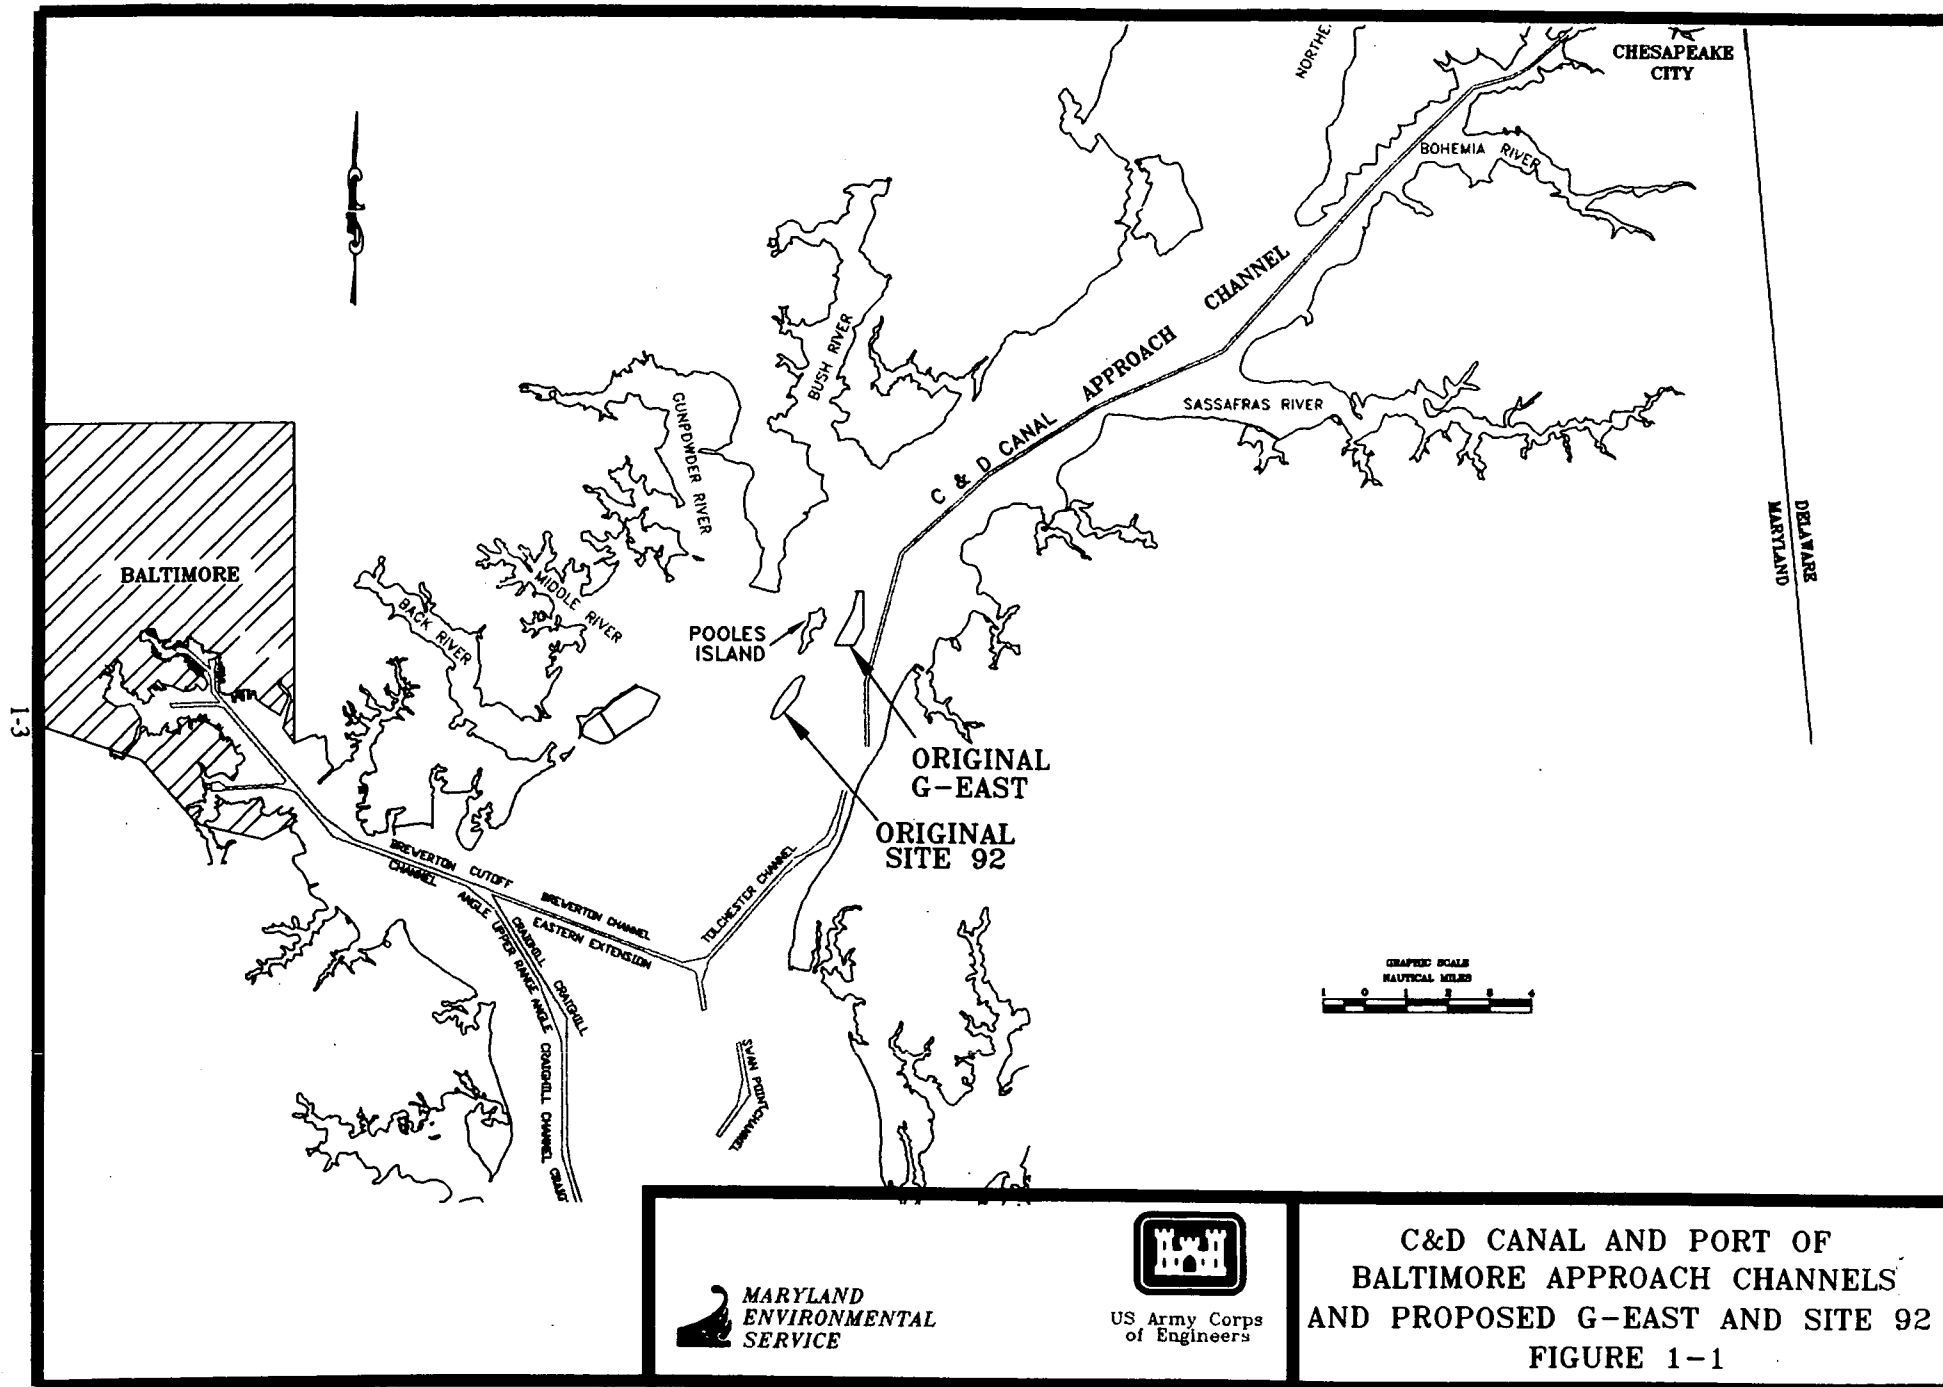 NORTHE
CHESAPEAKE
CITY
BOHEMIA RIVER
C & D CANAL APPROACH CHANNEL
BUSH RIVER
GUNPOWDER RIVER
SASSAFRAS RIVER
DELAWARE
MARYLAND
BALTIMORE
MIDDLE RIVER
BACK RIVER
POOLES
ISLAND
ORIGINAL
G-EAST
ORIGINAL
SITE 92
1-3
BREWERTON CUTOFF
CHANNEL ANGLE
BREWERTON CHANNEL
EASTERN EXTENSION
TOLCHESTER CHANNEL
CRAIGHILL
UPPER RANGE ANGLE
CRAIGHILL
CRAIGHILL CHANNEL CRAIG
SWAN POINT CHANNEL
GRAPHIC SCALE
NAUTICAL MILES
1 0 1 2 3 4
MARYLAND
ENVIRONMENTAL
SERVICE
US Army Corps
of Engineers
C&D CANAL AND PORT OF
BALTIMORE APPROACH CHANNELS
AND PROPOSED G-EAST AND SITE 92
FIGURE 1-1